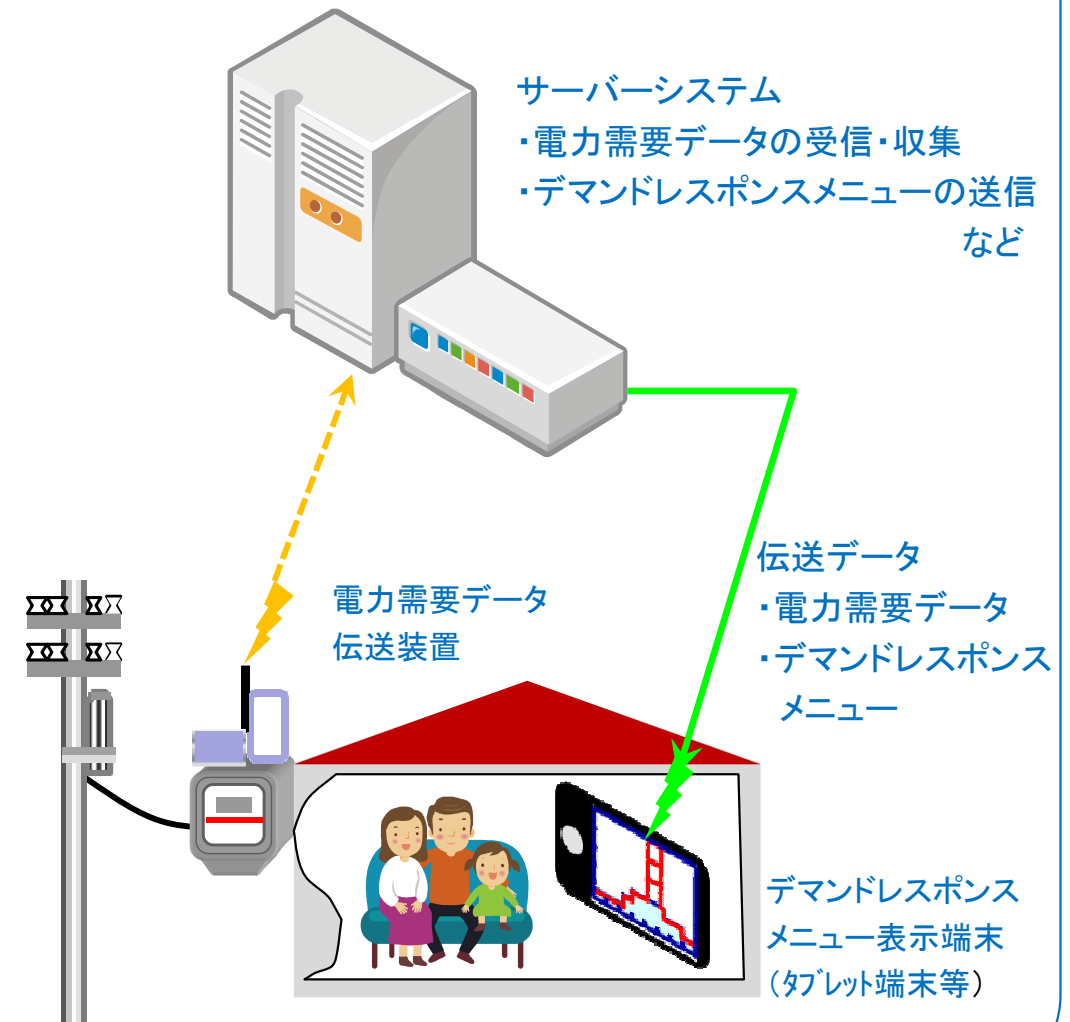 サーバーシステム
・電力需要データの受信・収集
・デマンドレスポンスメニューの送信
など
伝送データ
・電力需要データ
・デマンドレスポンス
メニュー
電力需要データ
伝送装置
デマンドレスポンス
メニュー表示端末
（ﾀﾌﾞﾚｯﾄ端末等）